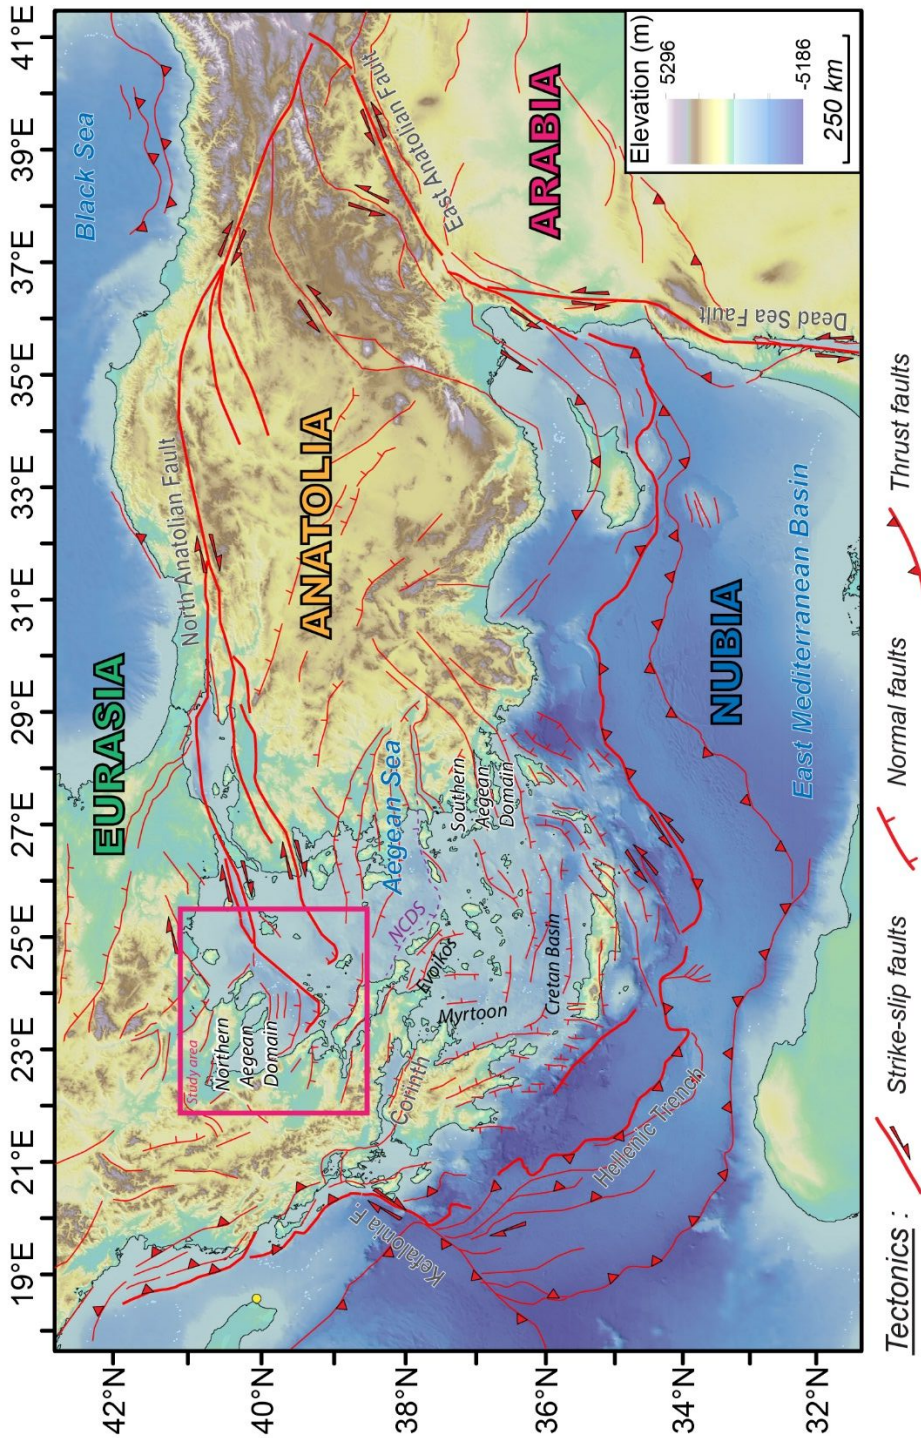 19°E 21°E 23°E 25°E 27°E 29°E 31°E 33°E 35°E 37°E 39°E 41°E
42°N
40°N
38°N
36°N
34°N
32°N
EURASIA
Black Sea
North Anatolian Fault
ANATOLIA
East Anatolian Fault
ARABIA
Dead Sea Fault
Study area
Northern
Aegean
Domain
Aegean Sea
NCDS
Evoikos
Corinth
Myrtoon
Southern
Aegean
Domain
Cretan Basin
Kefalonia F.
Hellenic Trench
NUBIA
East Mediterranean Basin
Elevation (m)
5296
-5186
250 km
Tectonics :
Strike-slip faults
Normal faults
Thrust faults